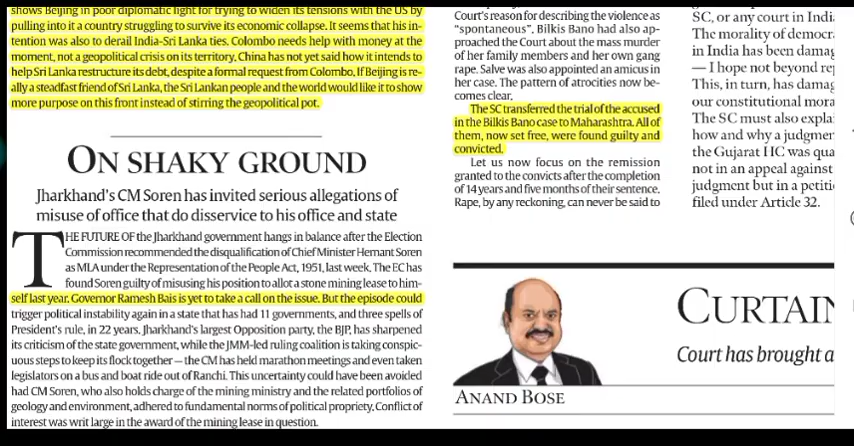 shows Beijing in poor diplomatic light for trying to widen its tensions with the US by
pulling into it a country struggling to survive its economic collapse. It seems that his in-
tention was also to derail India-Sri Lanka ties. Colombo needs help with money at the
moment, not a geopolitical crisis on its territory. China has not yet said how it intends to
help Sri Lanka restructure its debt, despite a formal request from Colombo. If Beijing is re-
ally a steadfast friend of Sri Lanka, the Sri Lankan people and the world would like it to show
more purpose on this front instead of stirring the geopolitical pot.
ON SHAKY GROUND
Jharkhand's CM Soren has invited serious allegations of
misuse of office that do disservice to his office and state
THE FUTURE OF the Jharkhand government hangs in balance after the Election
Commission recommended the disqualification of Chief Minister Hemant Soren
as MLA under the Representation of the People Act, 1951, last week. The EC has
found Soren guilty of misusing his position to allot a stone mining lease to him-
self last year. Governor Ramesh Bais is yet to take a call on the issue. But the episode could
trigger political instability again in a state that has had 11 governments, and three spells of
President's rule, in 22 years. Jharkhand's largest Opposition party, the BJP, has sharpened
its criticism of the state government, while the JMM-led ruling coalition is taking conspic-
uous steps to keep its flock together — the CM has held marathon meetings and even taken
legislators on a bus and boat ride out of Ranchi. This uncertainty could have been avoided
had CM Soren, who also holds charge of the mining ministry and the related portfolios of
geology and environment, adhered to fundamental norms of political propriety. Conflict of
interest was writ large in the award of the mining lease in question.
Court's reason for describing the violence as
"spontaneous". Bilkis Bano had also ap-
proached the Court about the mass murder
of her family members and her own gang
rape. Salve was also appointed an amicus in
her case. The pattern of atrocities now be-
comes clear.
The SC transferred the trial of the accused
in the Bilkis Bano case to Maharashtra. All of
them, now set free, were found guilty and
convicted.
Let us now focus on the remission
granted to the convicts after the completion
of 14 years and five months of their sentence.
Rape, by any reckoning, can never be said to
SC, or any court in India
The morality of democr
in India has been damag
— I hope not beyond rep
This, in turn, has damag
our constitutional mora
The SC must also explai
how and why a judgmen
the Gujarat HC was qua
not in an appeal against
judgment but in a petiti
filed under Article 32.
ANAND BOSE
CURTAIN
Court has brought a